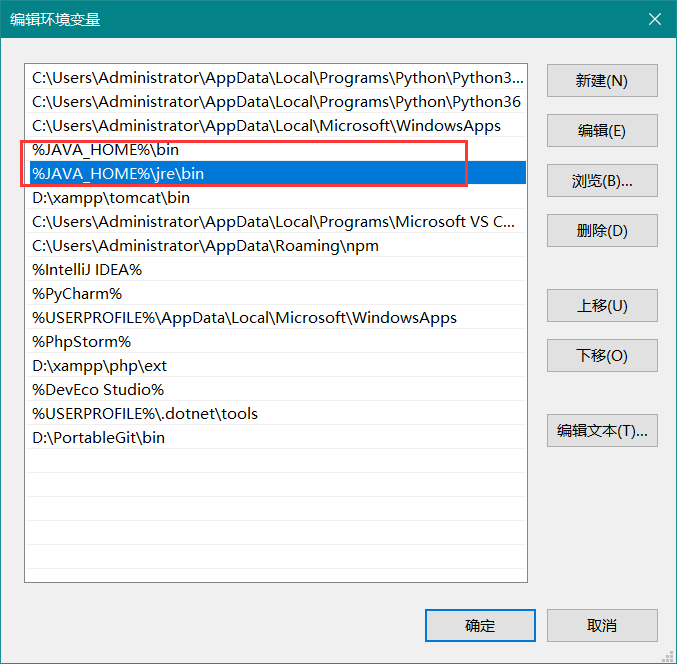 编辑环境变量
C:\Users\Administrator\AppData\Local\Programs\Python\Python3...
C:\Users\Administrator\AppData\Local\Programs\Python\Python36
C:\Users\Administrator\AppData\Local\Microsoft\WindowsApps
%JAVA_HOME%\bin
%JAVA_HOME%\jre\bin
D:\xampp\tomcat\bin
C:\Users\Administrator\AppData\Local\Programs\Microsoft VS C...
C:\Users\Administrator\AppData\Roaming\npm
%IntelliJ IDEA%
%PyCharm%
%USERPROFILE%\AppData\Local\Microsoft\WindowsApps
%PhpStorm%
D:\xampp\php\ext
%DevEco Studio%
%USERPROFILE%\.dotnet\tools
D:\PortableGit\bin
新建(N)
编辑(E)
浏览(B)...
删除(D)
上移(U)
下移(O)
编辑文本(T)...
确定
取消